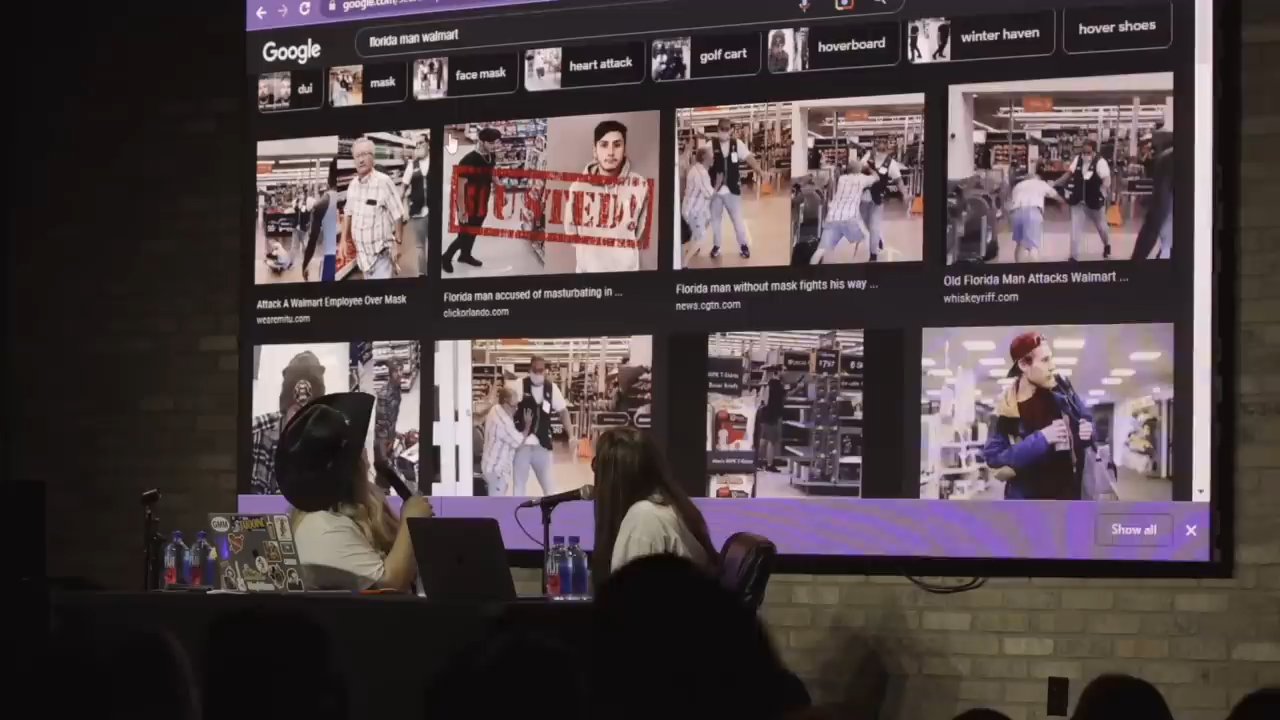 google.com/
Google
florida man walmart
dui
mask
face mask
heart attack
golf cart
hoverboard
winter haven
hover shoes
BUSTED!
Attack A Walmart Employee Over Mask
wearemitu.com
Florida man accused of masturbating in ...
clickorlando.com
Florida man without mask fights his way ...
news.cgtn.com
Old Florida Man Attacks Walmart ...
whiskeyriff.com
Show all
GMM